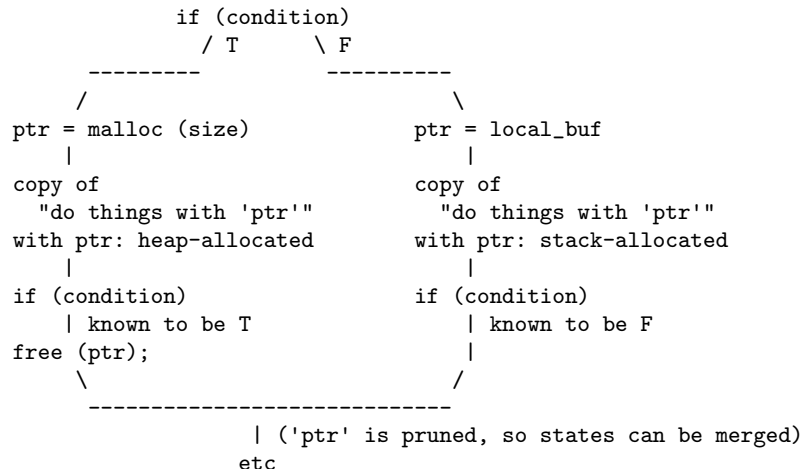 if (condition)
/ T \ F
--------- ----------
/ \
ptr = malloc (size) ptr = local_buf
| |
copy of copy of
"do things with 'ptr'" "do things with 'ptr'"
with ptr: heap-allocated with ptr: stack-allocated
| |
if (condition) if (condition)
| known to be T | known to be F
free (ptr); |
\ /
-----------------------------
| ('ptr' is pruned, so states can be merged)
etc